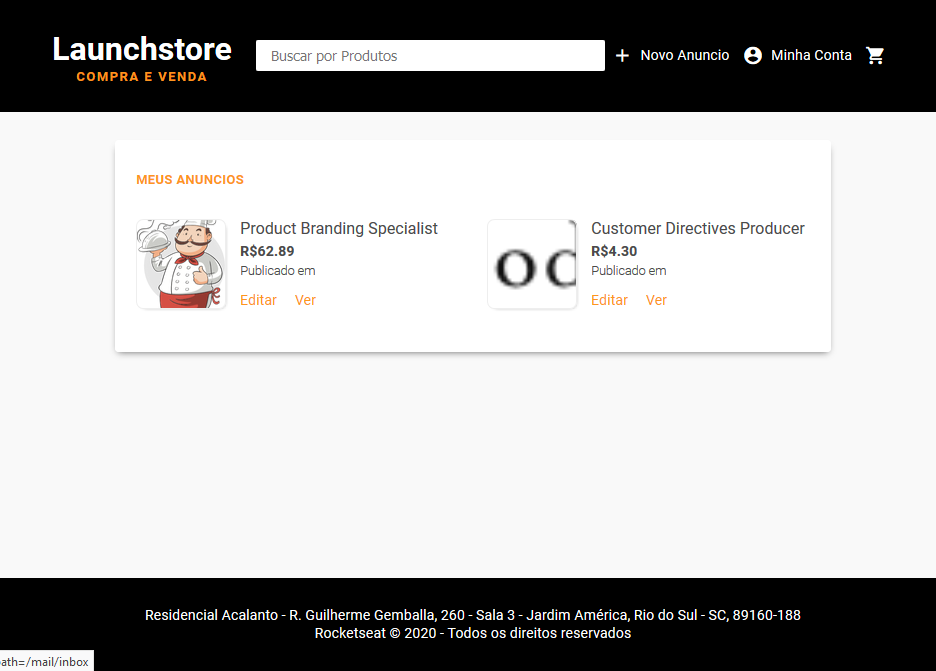 Launchstore
COMPRA E VENDA
Buscar por Produtos
+ Novo Anuncio
Minha Conta
MEUS ANUNCIOS
Product Branding Specialist
R$62.89
Publicado em
Editar Ver
Customer Directives Producer
R$4.30
Publicado em
Editar Ver
Residencial Acalanto - R. Guilherme Gemballa, 260 - Sala 3 - Jardim América, Rio do Sul - SC, 89160-188
Rocketseat © 2020 - Todos os direitos reservados
ath=/mail/inbox